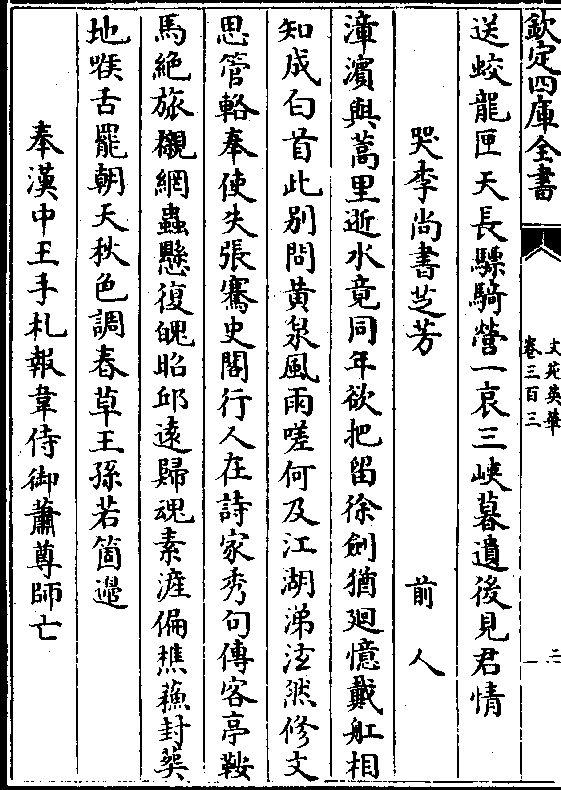 欽定四庫全書
文苑英華
卷三百三
二
送蛟龍匣天長驃騎營一哀三峽暮遺後見君情
哭李尚書芝芳 前人
漳濵與蒿里逝水竟同年欲把留徐劍猶廻憶戴舡相
知成白首此别問黄泉風雨嗟何及江湖涕泫然修文
思管輅奉使失張騫史閣行人在詩家秀句傳客亭鞍
馬絶旅櫬網蟲懸復魄昭邱遠歸魂素滻偏樵蘇封葬
地喉舌罷朝天秋色調春草王孫若箇邉
奉漢中王手札報韋侍御蕭尊師亡